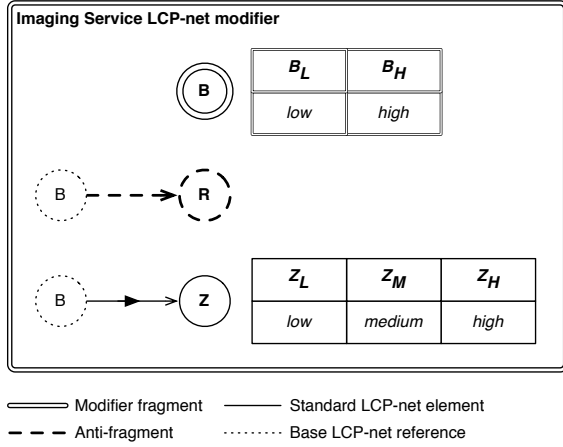 Imaging Service LCP-net modifier
B
B_L B_H
low high
B R
B Z
Z_L Z_M Z_H
low medium high
Modifier fragment Standard LCP-net element
Anti-fragment Base LCP-net reference